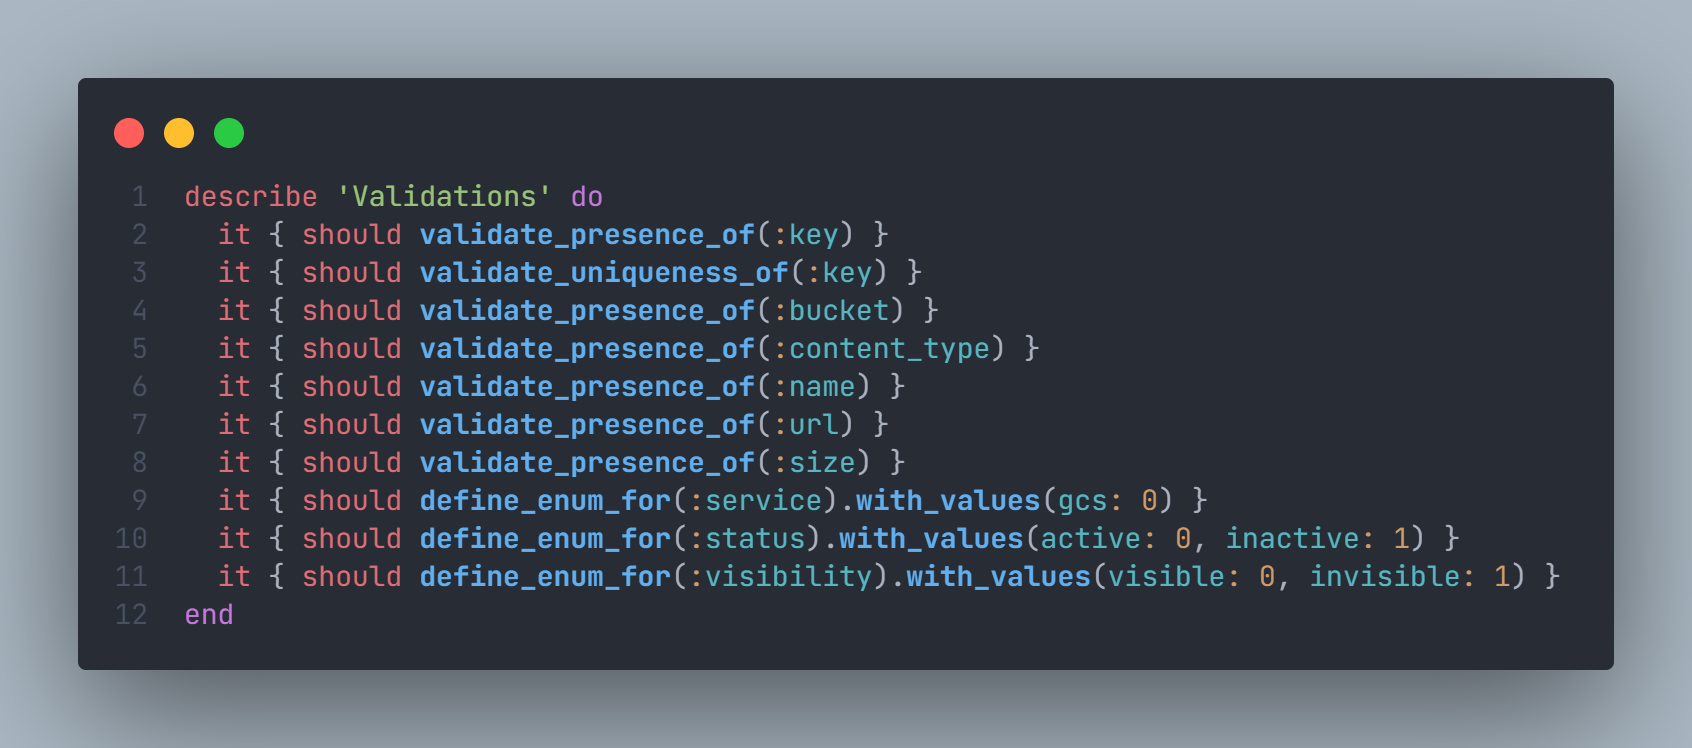 1 describe 'Validations' do
2   it { should validate_presence_of(:key) }
3   it { should validate_uniqueness_of(:key) }
4   it { should validate_presence_of(:bucket) }
5   it { should validate_presence_of(:content_type) }
6   it { should validate_presence_of(:name) }
7   it { should validate_presence_of(:url) }
8   it { should validate_presence_of(:size) }
9   it { should define_enum_for(:service).with_values(gcs: 0) }
10   it { should define_enum_for(:status).with_values(active: 0, inactive: 1) }
11   it { should define_enum_for(:visibility).with_values(visible: 0, invisible: 1) }
12 end